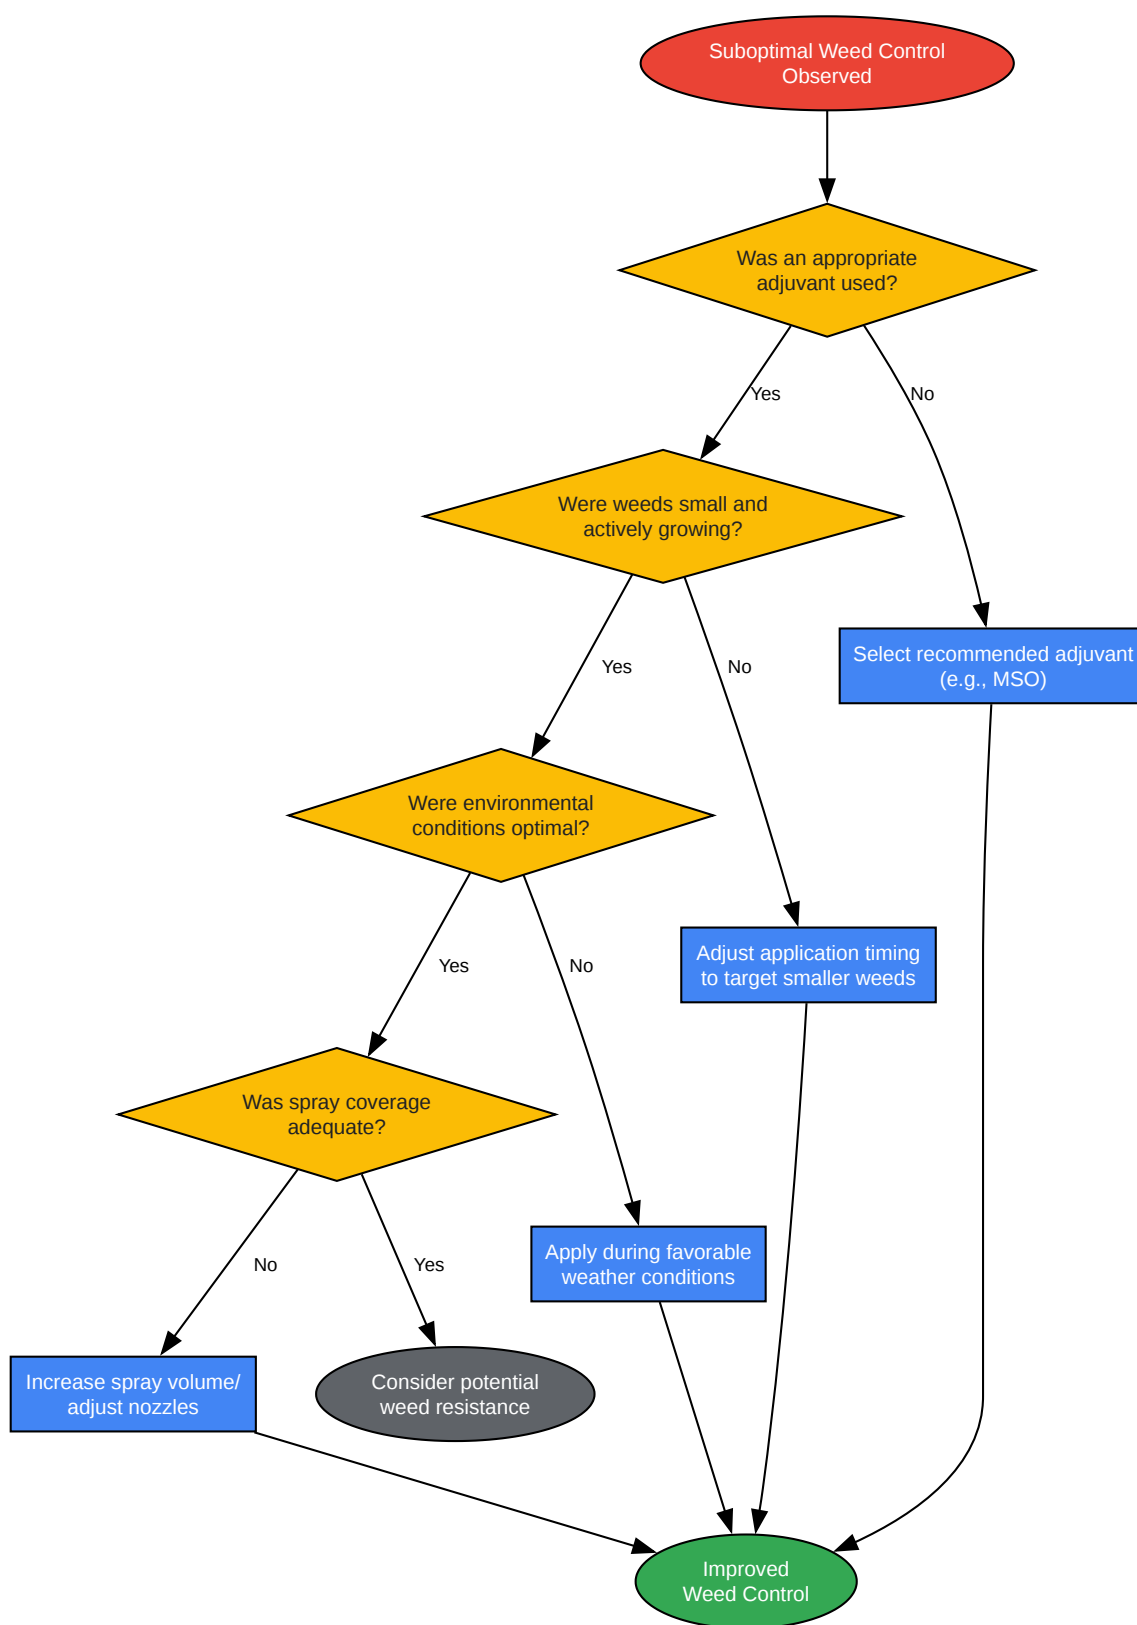 Suboptimal Weed Control
Observed
Was an appropriate
adjuvant used?
Yes
No
Were weeds small and
actively growing?
Yes
No
Select recommended adjuvant
(e.g., MSO)
Were environmental
conditions optimal?
Yes
No
Adjust application timing
to target smaller weeds
Was spray coverage
adequate?
No
Yes
Apply during favorable
weather conditions
Increase spray volume/
adjust nozzles
Consider potential
weed resistance
Improved
Weed Control